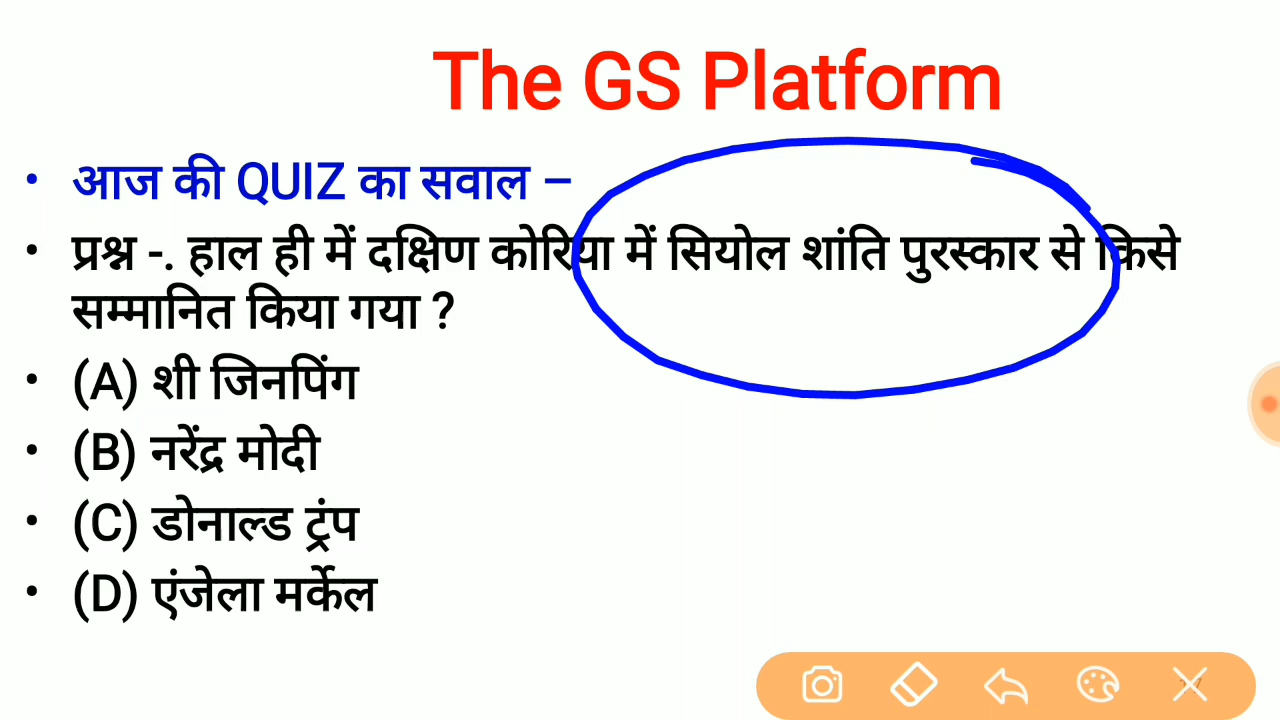 The GS Platform
• आज की QUIZ का सवाल –
• प्रश्न -. हाल ही में दक्षिण कोरिया में सियोल शांति पुरस्कार से किसे
सम्मानित किया गया ?
• (A) शी जिनपिंग
• (B) नरेंद्र मोदी
• (C) डोनाल्ड ट्रंप
• (D) एंजेला मर्केल